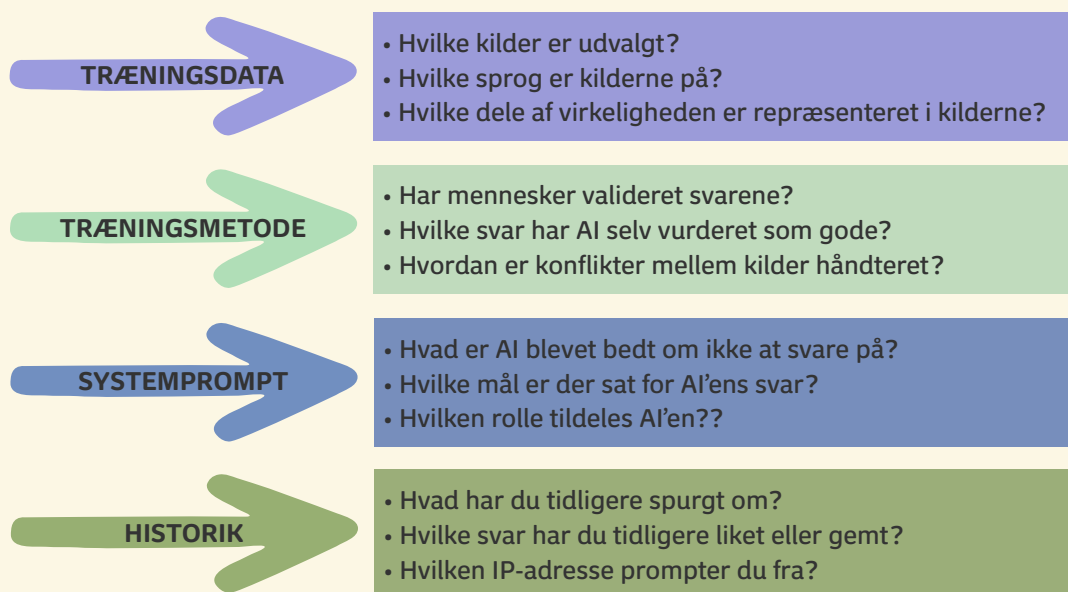 TRÆNINGSDATA
• Hvilke kilder er udvalgt?
• Hvilke sprog er kilderne på?
• Hvilke dele af virkeligheden er repræsenteret i kilderne?
TRÆNINGSMETODE
• Har mennesker valideret svarene?
• Hvilke svar har AI selv vurderet som gode?
• Hvordan er konflikter mellem kilder håndteret?
SYSTEMPROMPT
• Hvad er AI blevet bedt om ikke at svare på?
• Hvilke mål er der sat for AI’ens svar?
• Hvilken rolle tildeles AI’en??
HISTORIK
• Hvad har du tidligere spurgt om?
• Hvilke svar har du tidligere liket eller gemt?
• Hvilken IP-adresse prompter du fra?